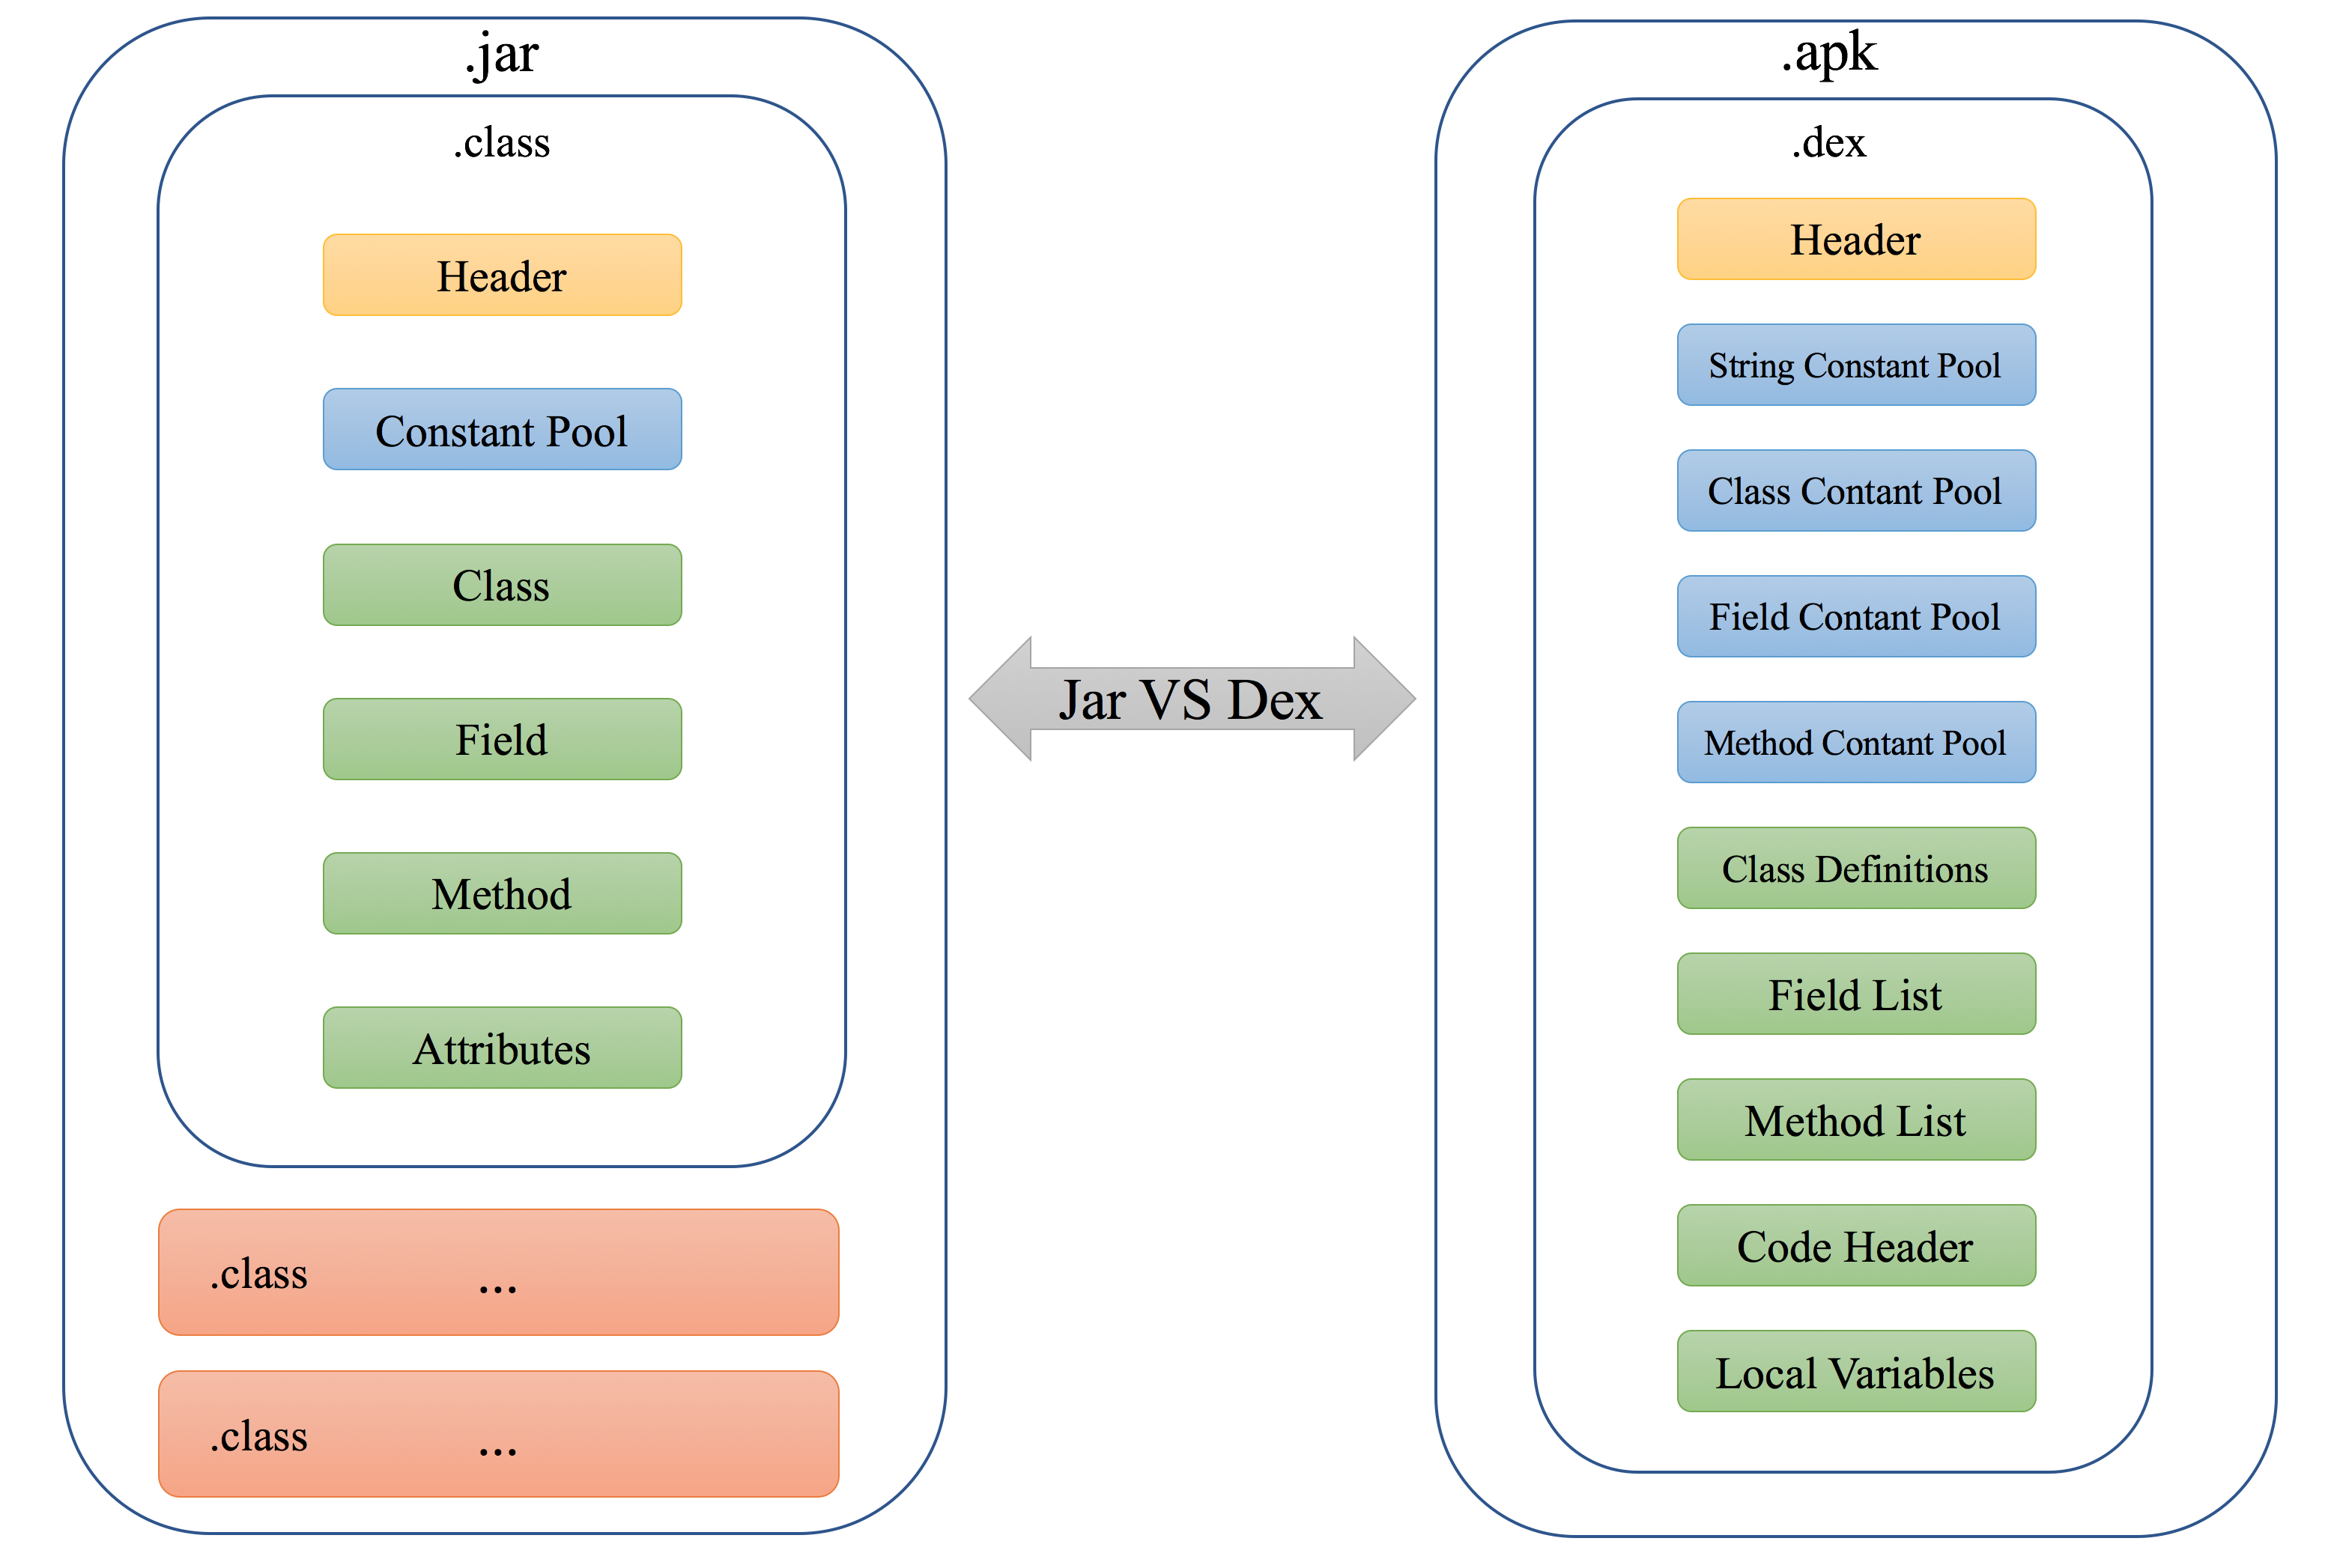 .jar
.class
Header
Constant Pool
Class
Field
Method
Attributes
.class ...
.class ...
Jar VS Dex
.apk
.dex
Header
String Constant Pool
Class Contant Pool
Field Contant Pool
Method Contant Pool
Class Definitions
Field List
Method List
Code Header
Local Variables